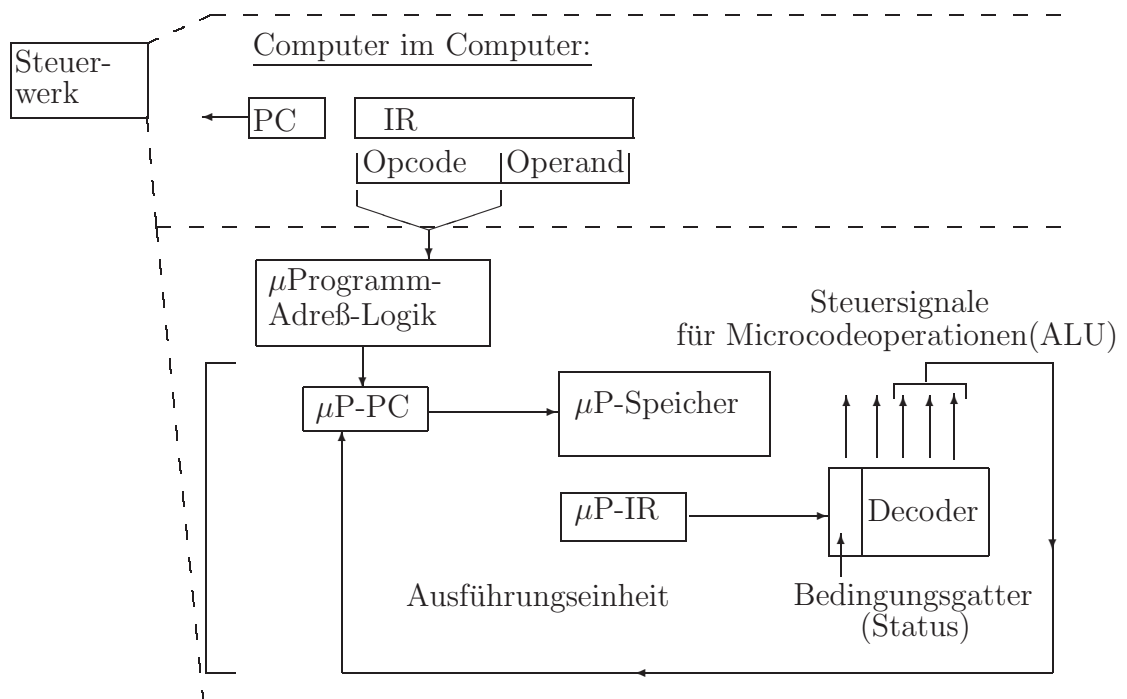 Computer im Computer:
Steuer-
werk
PC
IR
Opcode
Operand
µProgramm-
Adreß-Logik
Steuersignale
für Microcodeoperationen(ALU)
µP-PC
µP-Speicher
µP-IR
Decoder
Ausführungseinheit
Bedingungsgatter
(Status)